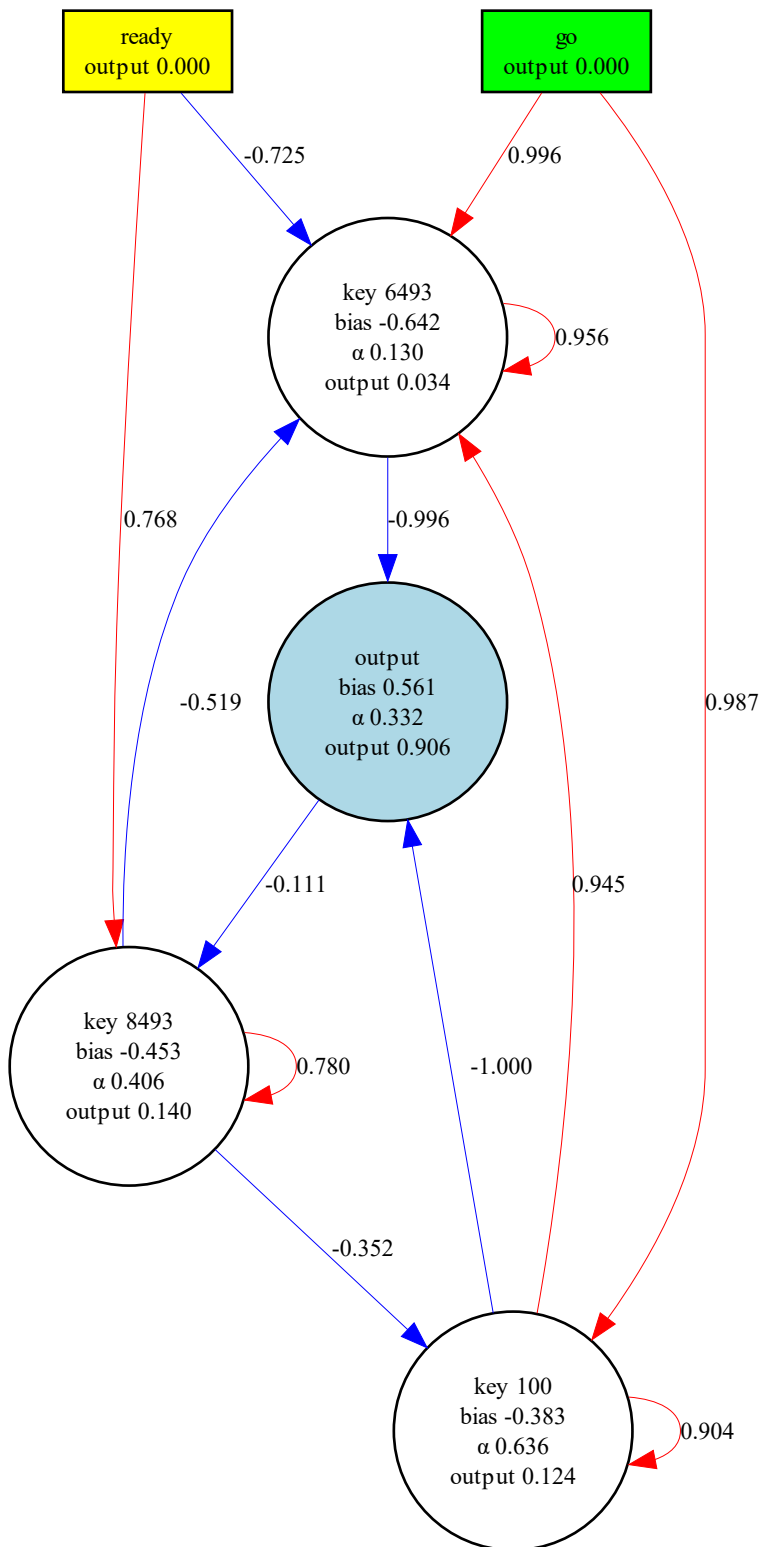 ready
output 0.000
go
output 0.000
-0.725
0.996
key 6493
bias -0.642
α 0.130
output 0.034
0.956
0.768
-0.996
-0.519
output
bias 0.561
α 0.332
output 0.906
0.987
-0.111
0.945
key 8493
bias -0.453
α 0.406
output 0.140
0.780
-1.000
-0.352
key 100
bias -0.383
α 0.636
output 0.124
0.904